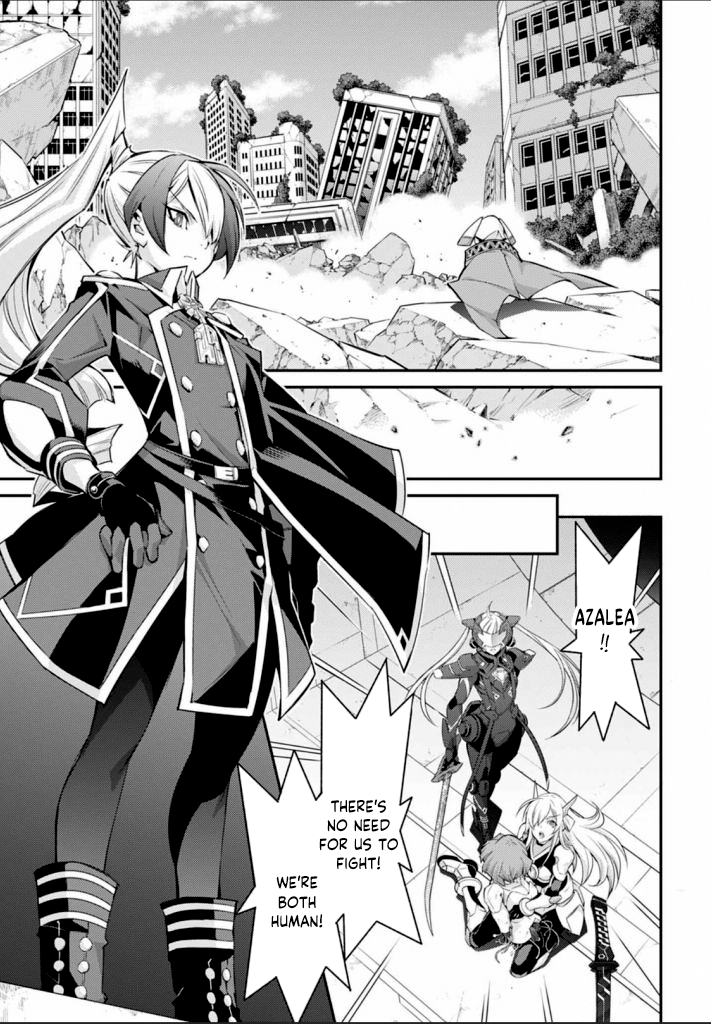 AZALEA
!!
THERE'S
NO NEED
FOR US TO
FIGHT!
WE'RE
BOTH
HUMAN!